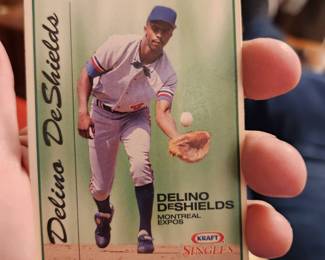 Delino DeShields
DELINO
DESHIELDS
MONTREAL
EXPOS
KRAFT
SINGLES